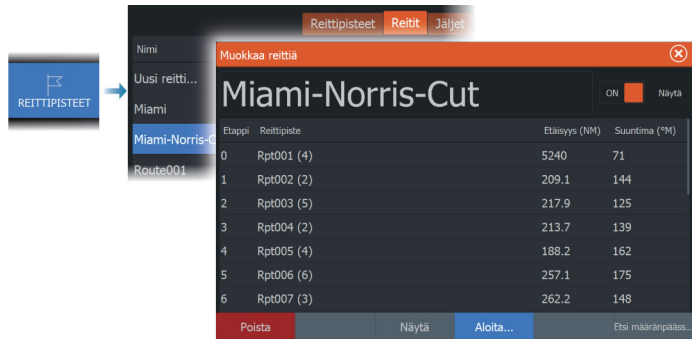 REITTIPISTEET
Reittipisteet Reitit Jäljet
Nimi
Uusi reitti...
Miami
Miami-Norris-C
Route001
Muokkaa reittiä
Miami-Norris-Cut ON Näytä
Etappi Reittipiste Etäisyys (NM) Suuntima (°M)
0 Rpt001 (4) 5240 71
1 Rpt002 (2) 209.1 144
2 Rpt003 (5) 217.9 125
3 Rpt004 (2) 213.7 139
4 Rpt005 (4) 188.2 162
5 Rpt006 (6) 257.1 175
6 Rpt007 (3) 262.2 148
Poista Näytä Aloita... Etsi määränpääss...